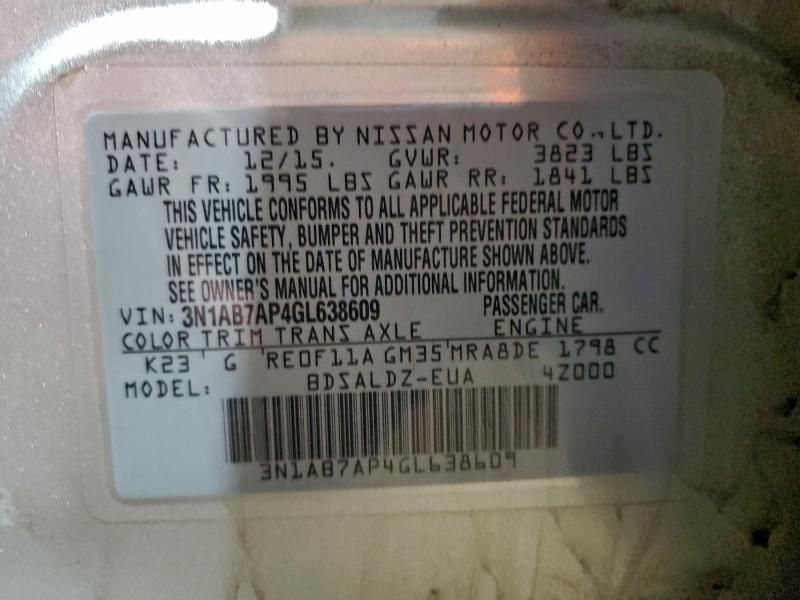 MANUFACTURED BY NISSAN MOTOR CO., LTD.
DATE: 12/15. GVWR: 3823 LBS
GAWR FR: 1995 LBS GAWR RR: 1841 LBS
THIS VEHICLE CONFORMS TO ALL APPLICABLE FEDERAL MOTOR
VEHICLE SAFETY, BUMPER AND THEFT PREVENTION STANDARDS
IN EFFECT ON THE DATE OF MANUFACTURE SHOWN ABOVE.
SEE OWNER'S MANUAL FOR ADDITIONAL INFORMATION.
VIN: 3N1AB7AP4GL638609 PASSENGER CAR.
COLOR TRIM TRANS AXLE ENGINE
K23 G RE0F11A GM35 MRA8DE 1798 CC
MODEL: BDSALDZ-EUA 4Z000
3N1AB7AP4GL638609